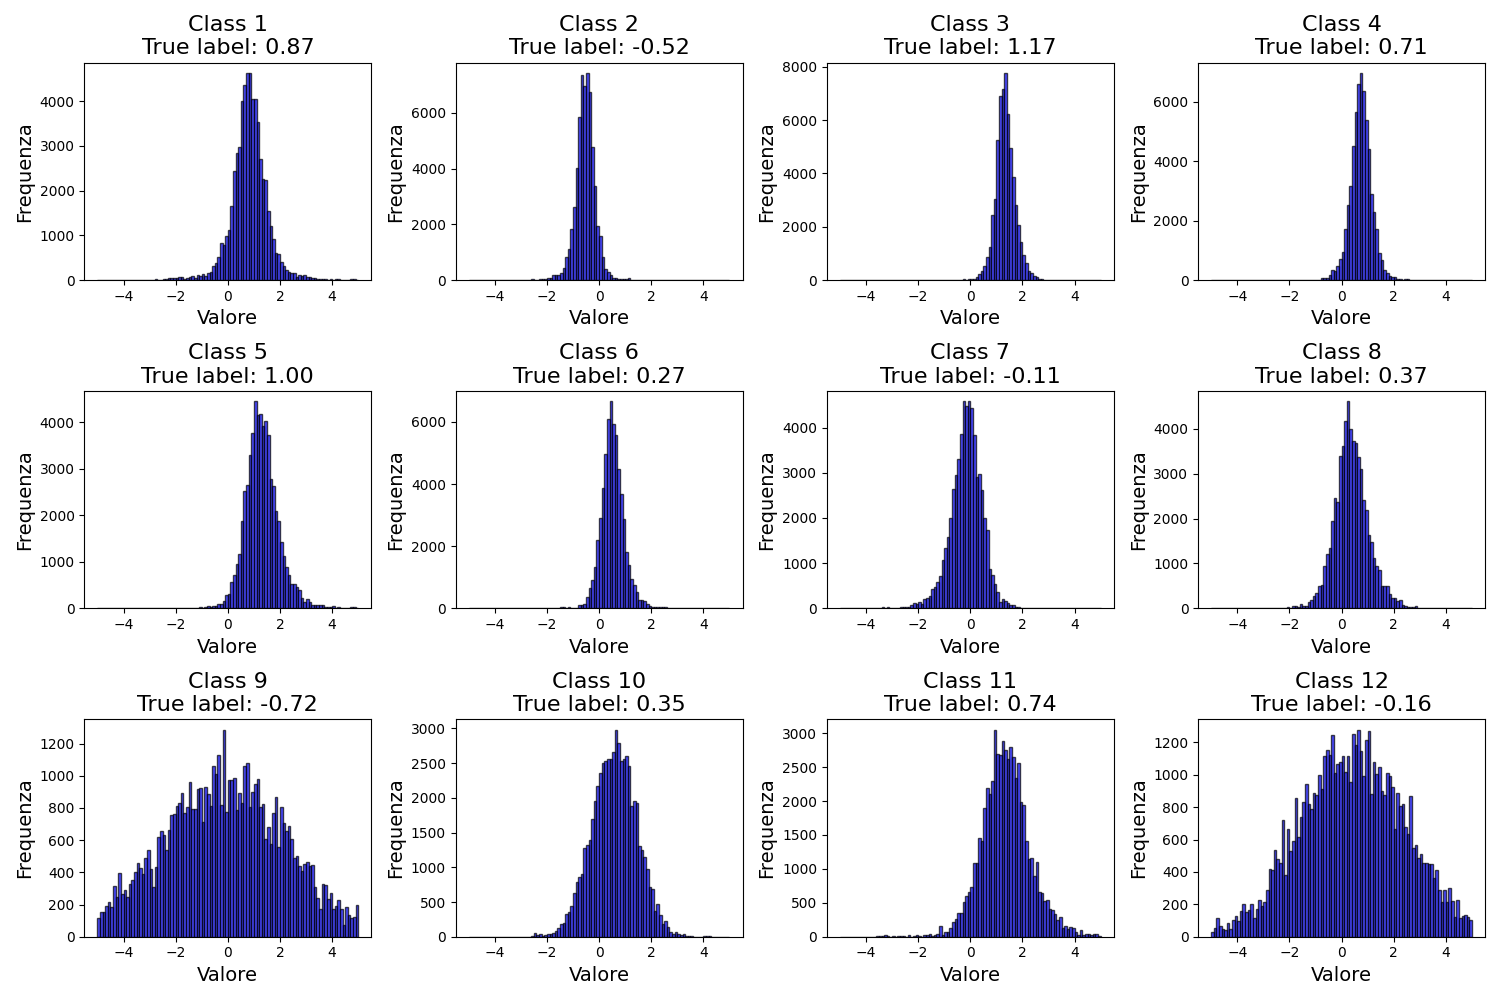 Class 1
True label: 0.87
Class 2
True label: -0.52
Class 3
True label: 1.17
Class 4
True label: 0.71
Frequenza
4000
3000
2000
1000
0
−4 −2 0 2 4
Valore
Frequenza
6000
4000
2000
0
−4 −2 0 2 4
Valore
Frequenza
8000
6000
4000
2000
0
−4 −2 0 2 4
Valore
Frequenza
6000
4000
2000
0
−4 −2 0 2 4
Valore
Class 5
True label: 1.00
Class 6
True label: 0.27
Class 7
True label: -0.11
Class 8
True label: 0.37
Frequenza
4000
3000
2000
1000
0
−4 −2 0 2 4
Valore
Frequenza
6000
4000
2000
0
−4 −2 0 2 4
Valore
Frequenza
4000
3000
2000
1000
0
−4 −2 0 2 4
Valore
Frequenza
4000
3000
2000
1000
0
−4 −2 0 2 4
Valore
Class 9
True label: -0.72
Class 10
True label: 0.35
Class 11
True label: 0.74
Class 12
True label: -0.16
Frequenza
1200
1000
800
600
400
200
0
−4 −2 0 2 4
Valore
Frequenza
3000
2500
2000
1500
1000
500
0
−4 −2 0 2 4
Valore
Frequenza
3000
2500
2000
1500
1000
500
0
−4 −2 0 2 4
Valore
Frequenza
1200
1000
800
600
400
200
0
−4 −2 0 2 4
Valore